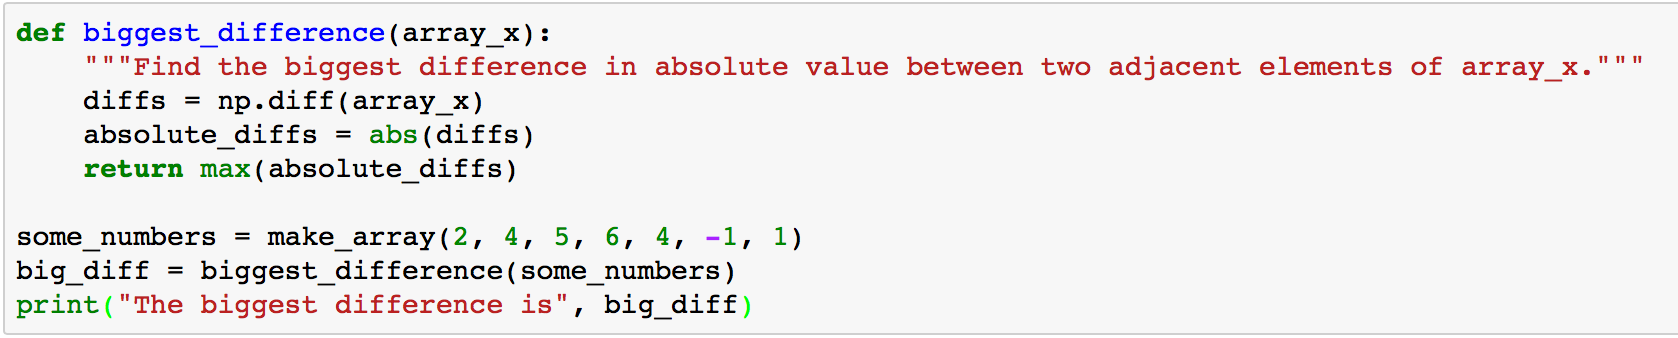 def biggest_difference(array_x):
    """Find the biggest difference in absolute value between two adjacent elements of array_x."""
    diffs = np.diff(array_x)
    absolute_diffs = abs(diffs)
    return max(absolute_diffs)

some_numbers = make_array(2, 4, 5, 6, 4, -1, 1)
big_diff = biggest_difference(some_numbers)
print("The biggest difference is", big_diff)